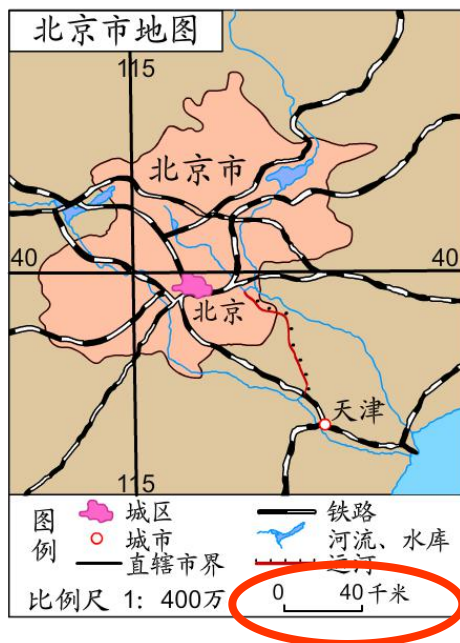 北京市地图
115
北京市
40 40
北京
天津
115
图例
城区 铁路
城市 河流、水库
直辖市界 运河
比例尺 1: 400万 0 40千米